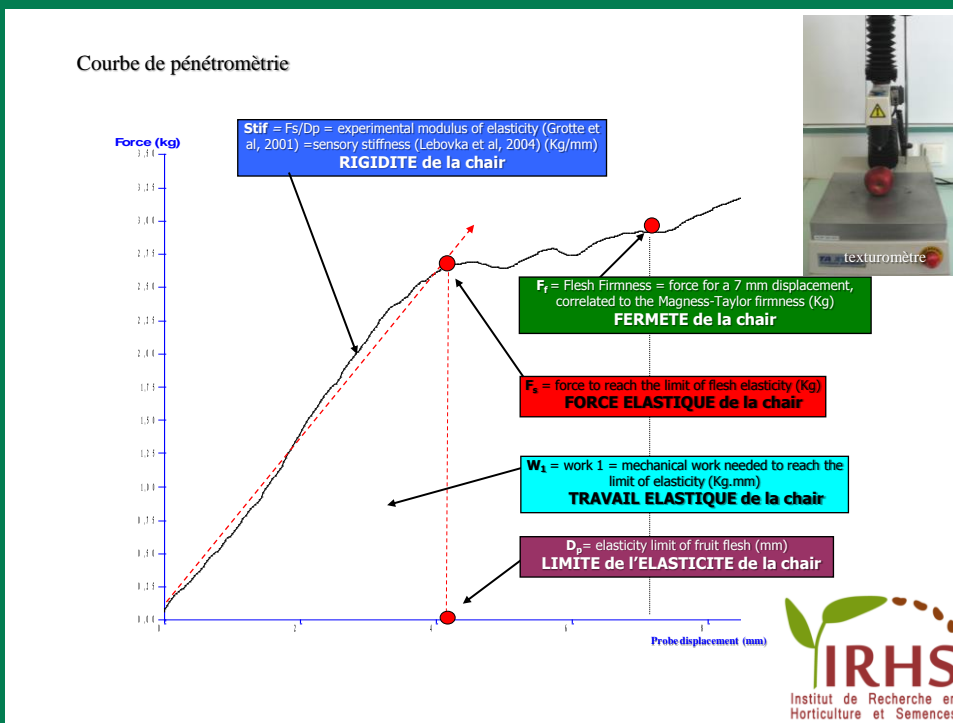 Courbe de pénétromètrie
Force (kg)
Stif = Fs/Dp = experimental modulus of elasticity (Grotte et
al, 2001) =sensory stiffness (Lebovka et al, 2004) (Kg/mm)
RIGIDITE de la chair
texturomètre
Ff = Flesh Firmness = force for a 7 mm displacement,
correlated to the Magness-Taylor firmness (Kg)
FERMETE de la chair
Fs = force to reach the limit of flesh elasticity (Kg)
FORCE ELASTIQUE de la chair
W1 = work 1 = mechanical work needed to reach the
limit of elasticity (Kg.mm)
TRAVAIL ELASTIQUE de la chair
Dp= elasticity limit of fruit flesh (mm)
LIMITE de l'ELASTICITE de la chair
Probe displacement (mm)
IRHS
Institut de Recherche en
Horticulture et Semences